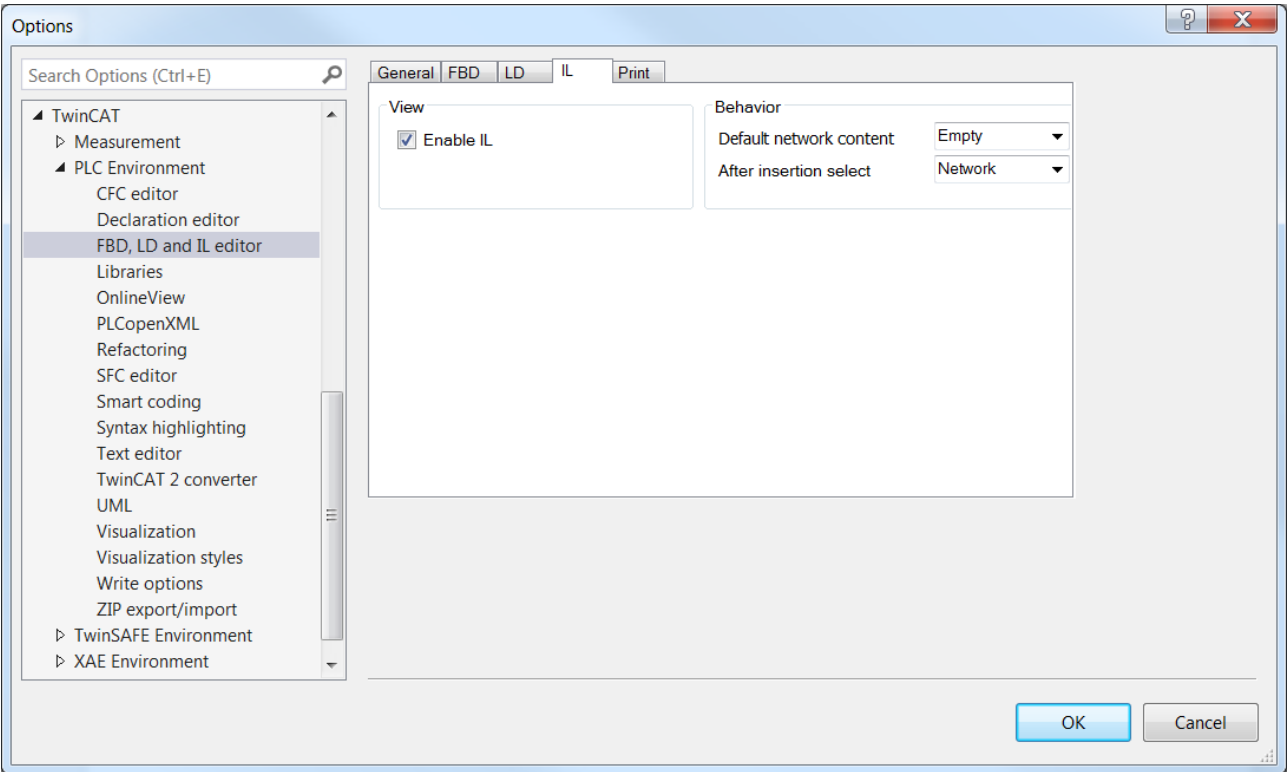 Options
Search Options (Ctrl+E)
TwinCAT
Measurement
PLC Environment
CFC editor
Declaration editor
FBD, LD and IL editor
Libraries
OnlineView
PLCopenXML
Refactoring
SFC editor
Smart coding
Syntax highlighting
Text editor
TwinCAT 2 converter
UML
Visualization
Visualization styles
Write options
ZIP export/import
TwinSAFE Environment
XAE Environment
General FBD LD IL Print
View
Enable IL
Behavior
Default network content Empty
After insertion select Network
OK Cancel